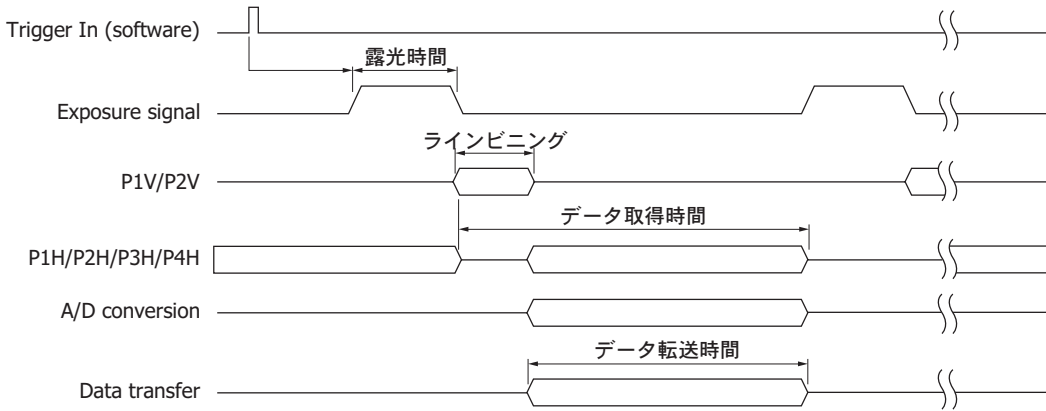 Trigger In (software)
露光時間
Exposure signal
ラインビニング
P1V/P2V
データ取得時間
P1H/P2H/P3H/P4H
A/D conversion
データ転送時間
Data transfer